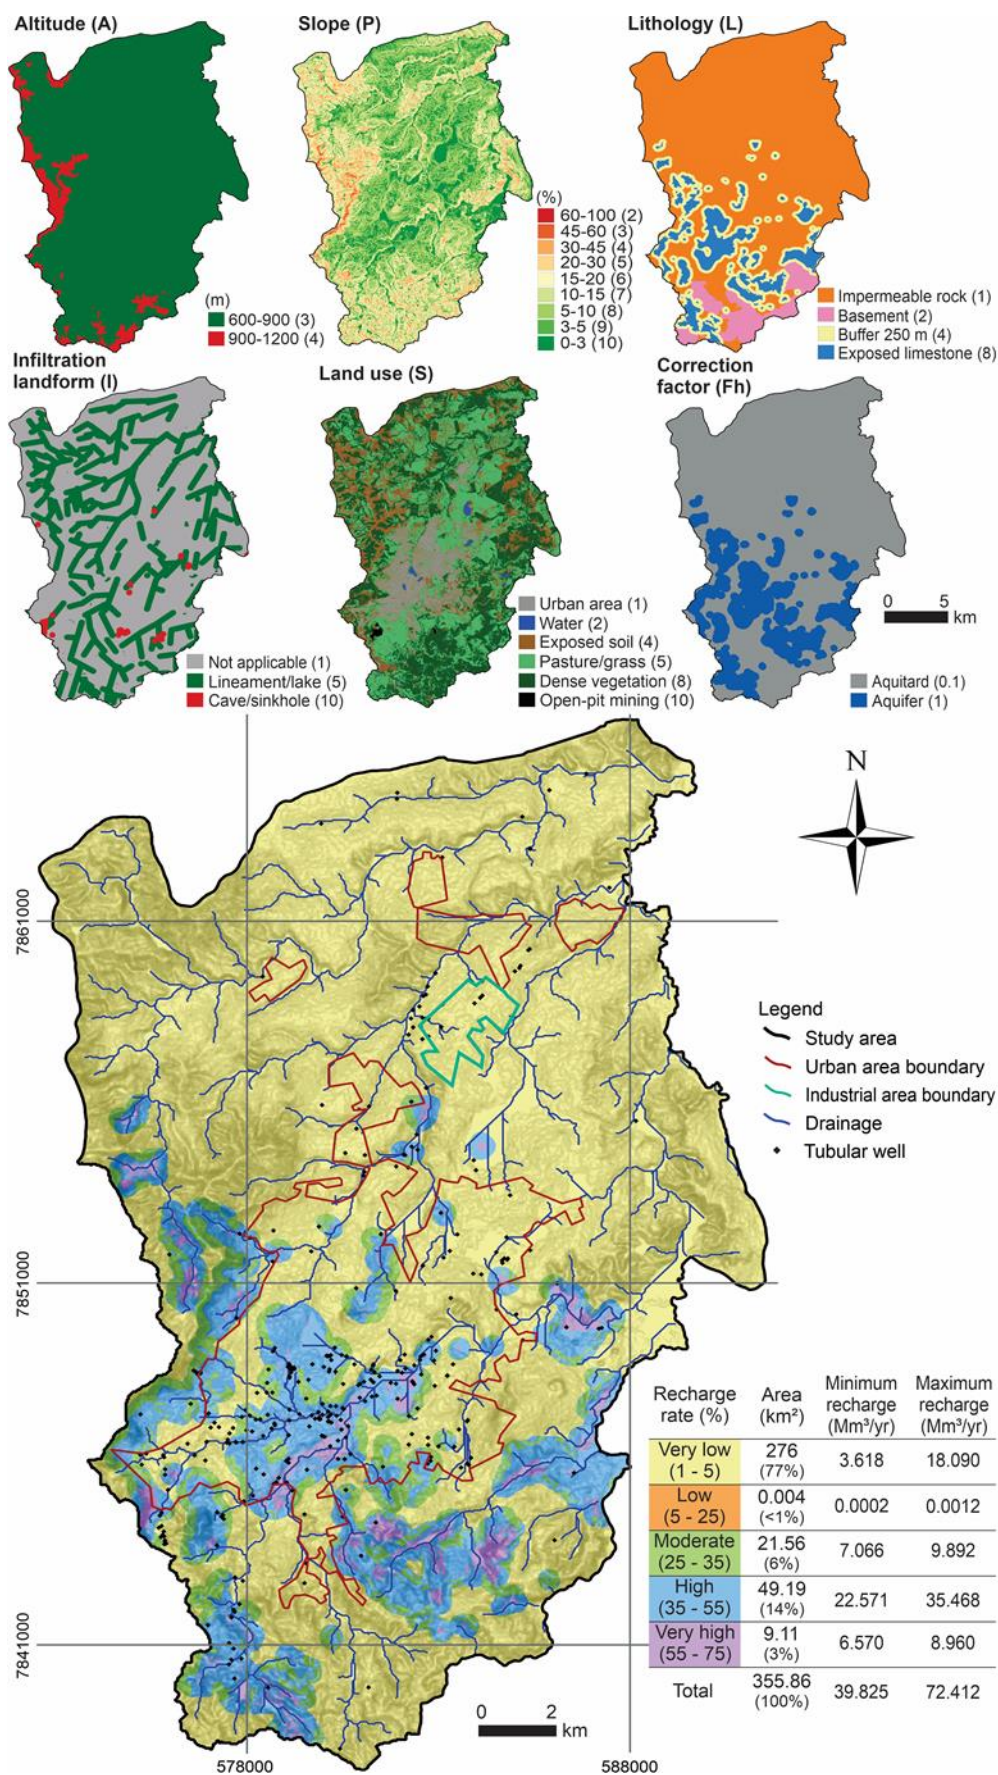 Altitude (A)
Slope (P)
Lithology (L)
(m)
600-900 (3)
900-1200 (4)
(%)
60-100 (2)
45-60 (3)
30-45 (4)
20-30 (5)
15-20 (6)
10-15 (7)
5-10 (8)
3-5 (9)
0-3 (10)
Impermeable rock (1)
Basement (2)
Buffer 250 m (4)
Exposed limestone (8)
Infiltration
landform (I)
Land use (S)
Correction
factor (Fh)
Not applicable (1)
Lineament/lake (5)
Cave/sinkhole (10)
Urban area (1)
Water (2)
Exposed soil (4)
Pasture/grass (5)
Dense vegetation (8)
Open-pit mining (10)
0 5
km
Aquitard (0.1)
Aquifer (1)
N
7861000
7851000
7841000
578000
588000
Legend
Study area
Urban area boundary
Industrial area boundary
Drainage
Tubular well
Recharge rate (%) Area (km²) Minimum recharge (Mm³/yr) Maximum recharge (Mm³/yr)
Very low (1 - 5) 276 (77%) 3.618 18.090
Low (5 - 25) 0.004 (<1%) 0.0002 0.0012
Moderate (25 - 35) 21.56 (6%) 7.066 9.892
High (35 - 55) 49.19 (14%) 22.571 35.468
Very high (55 - 75) 9.11 (3%) 6.570 8.960
Total 355.86 (100%) 39.825 72.412
0 2
km